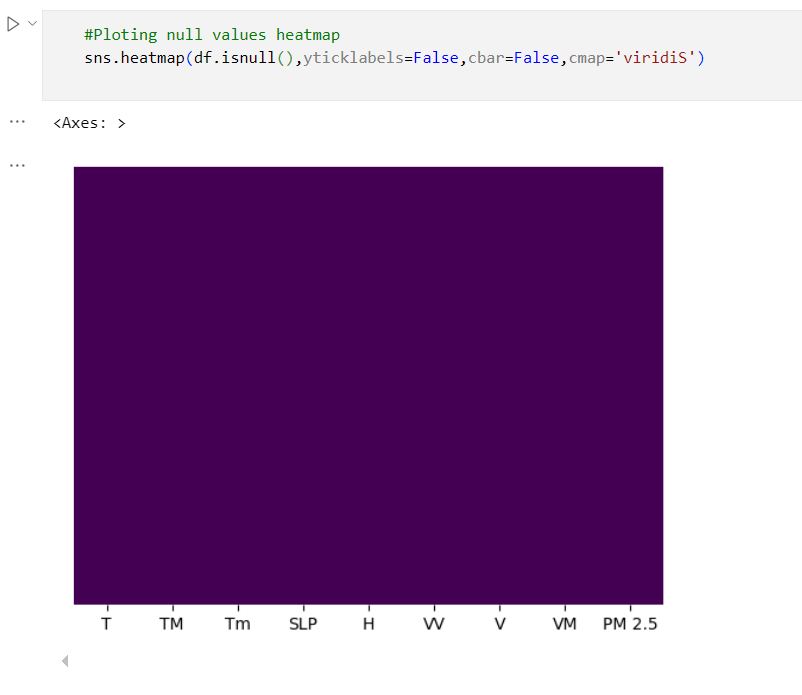 #Ploting null values heatmap
sns.heatmap(df.isnull(),yticklabels=False,cbar=False,cmap='viridiS')
<Axes: >
T TM Tm SLP H VV V VM PM 2.5